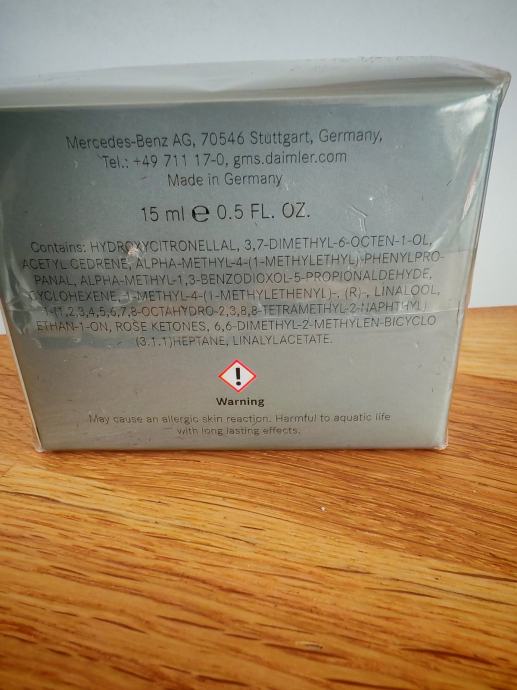 Mercedes-Benz AG, 70546 Stuttgart, Germany,
Tel.: +49 711 17-0, gms.daimler.com
Made in Germany
15 ml ℮ 0.5 FL. OZ.
Contains: HYDROXYCITRONELLAL, 3,7-DIMETHYL-6-OCTEN-1-OL,
ACETYL CEDRENE, ALPHA-METHYL-4-(1-METHYLETHYL)-PHENYLPRO-
PANAL, ALPHA-METHYL-1,3-BENZODIOXOL-5-PROPIONALDEHYDE,
CYCLOHEXENE, 1-METHYL-4-(1-METHYLETHENYL)-, (R)-, LINALOOL,
1-(1,2,3,4,5,6,7,8-OCTAHYDRO-2,3,8,8-TETRAMETHYL-2-NAPHTHYL)
ETHAN-1-ON, ROSE KETONES, 6,6-DIMETHYL-2-METHYLEN-BICYCLO
(3.1.1)HEPTANE, LINALYLACETATE.
!
Warning
May cause an allergic skin reaction. Harmful to aquatic life
with long lasting effects.